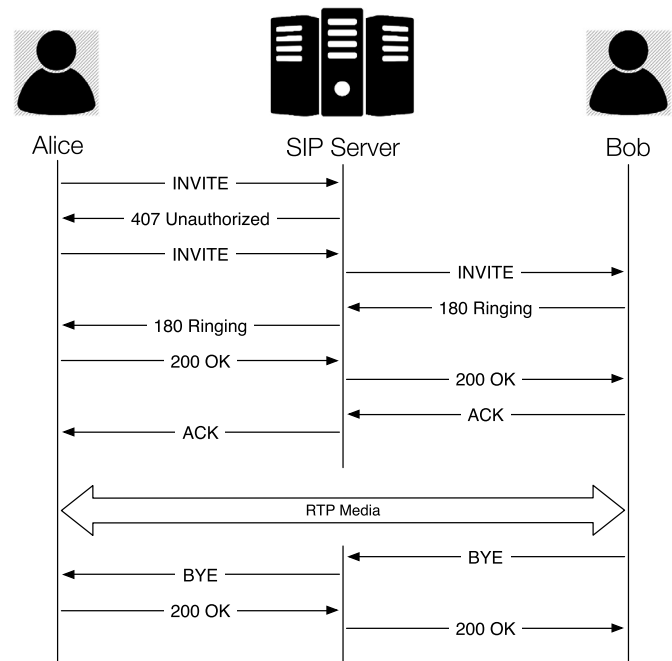 Alice
SIP Server
Bob
INVITE
407 Unauthorized
INVITE
INVITE
180 Ringing
180 Ringing
200 OK
200 OK
ACK
ACK
RTP Media
BYE
BYE
200 OK
200 OK